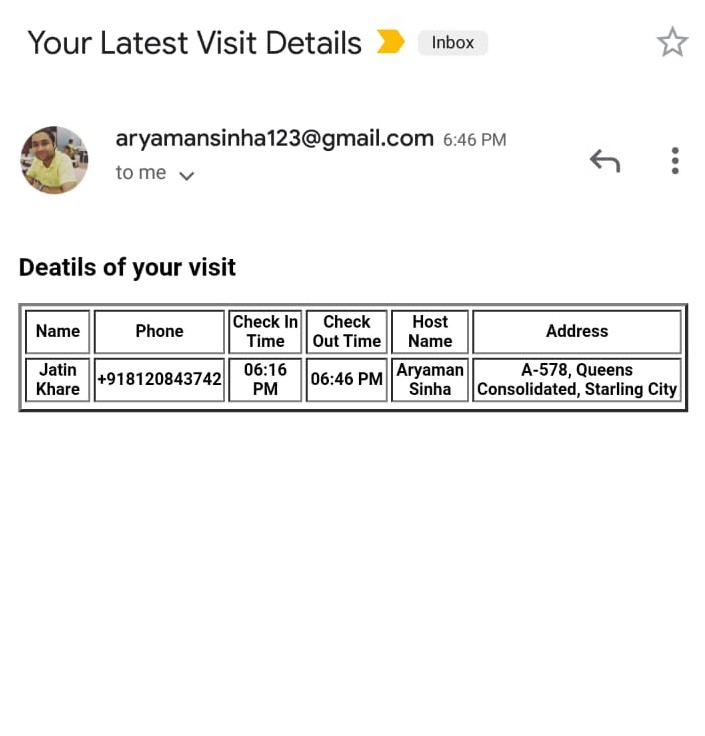 Your Latest Visit Details Inbox
aryamansinha123@gmail.com 6:46 PM
to me
Deatils of your visit
Name Phone Check In Time Check Out Time Host Name Address
Jatin Khare +918120843742 06:16 PM 06:46 PM Aryaman Sinha A-578, Queens Consolidated, Starling City